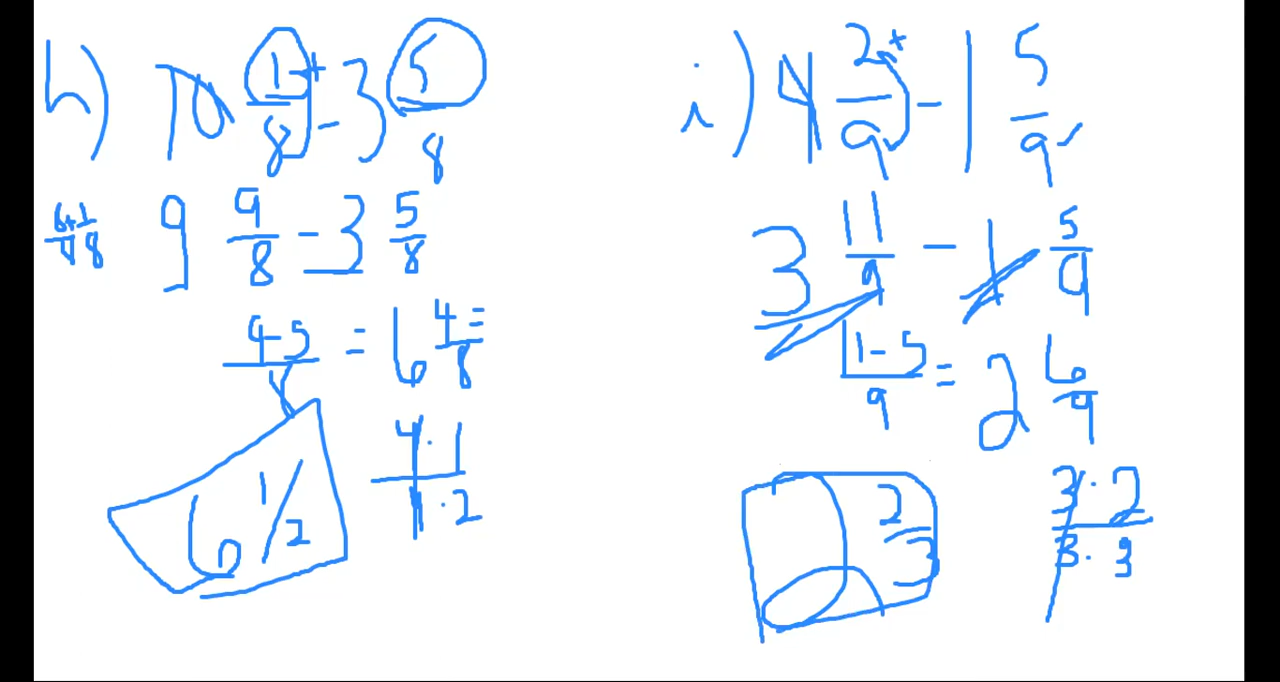 h) 10 1/8 - 3 5/8
8+1/8
9 9/8 - 3 5/8
9-5/8 = 6 4/8 =
4·1/4·2
6 1/2
i) 4 2/9 - 1 5/9
3 11/9 - 1 5/9
11-5/9 = 2 6/9
3·2/3·3
2 2/3